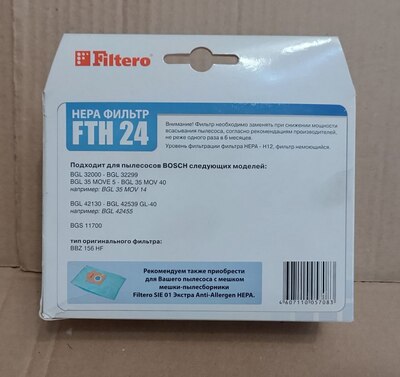 Filtero
HEPA ФИЛЬТР
FTH 24
Внимание! Фильтр необходимо заменять при снижении мощности
всасывания пылесоса, согласно рекомендациям производителей,
не реже одного раза в 6 месяцев.
Уровень фильтрации фильтра HEPA - H12, фильтр немоющийся.
Подходит для пылесосов BOSCH следующих моделей:
BGL 32000 - BGL 32299
BGL 35 MOVE 5 - BGL 35 MOV 40
например: BGL 35 MOV 14
BGL 42130 - BGL 42539 GL-40
например: BGL 42455
BGS 11700
тип оригинального фильтра:
BBZ 156 HF
Рекомендуем также приобрести
для Вашего пылесоса с мешком
мешки-пылесборники
Filtero SIE 01 Экстра Anti-Allergen HEPA.
4 607110 057083